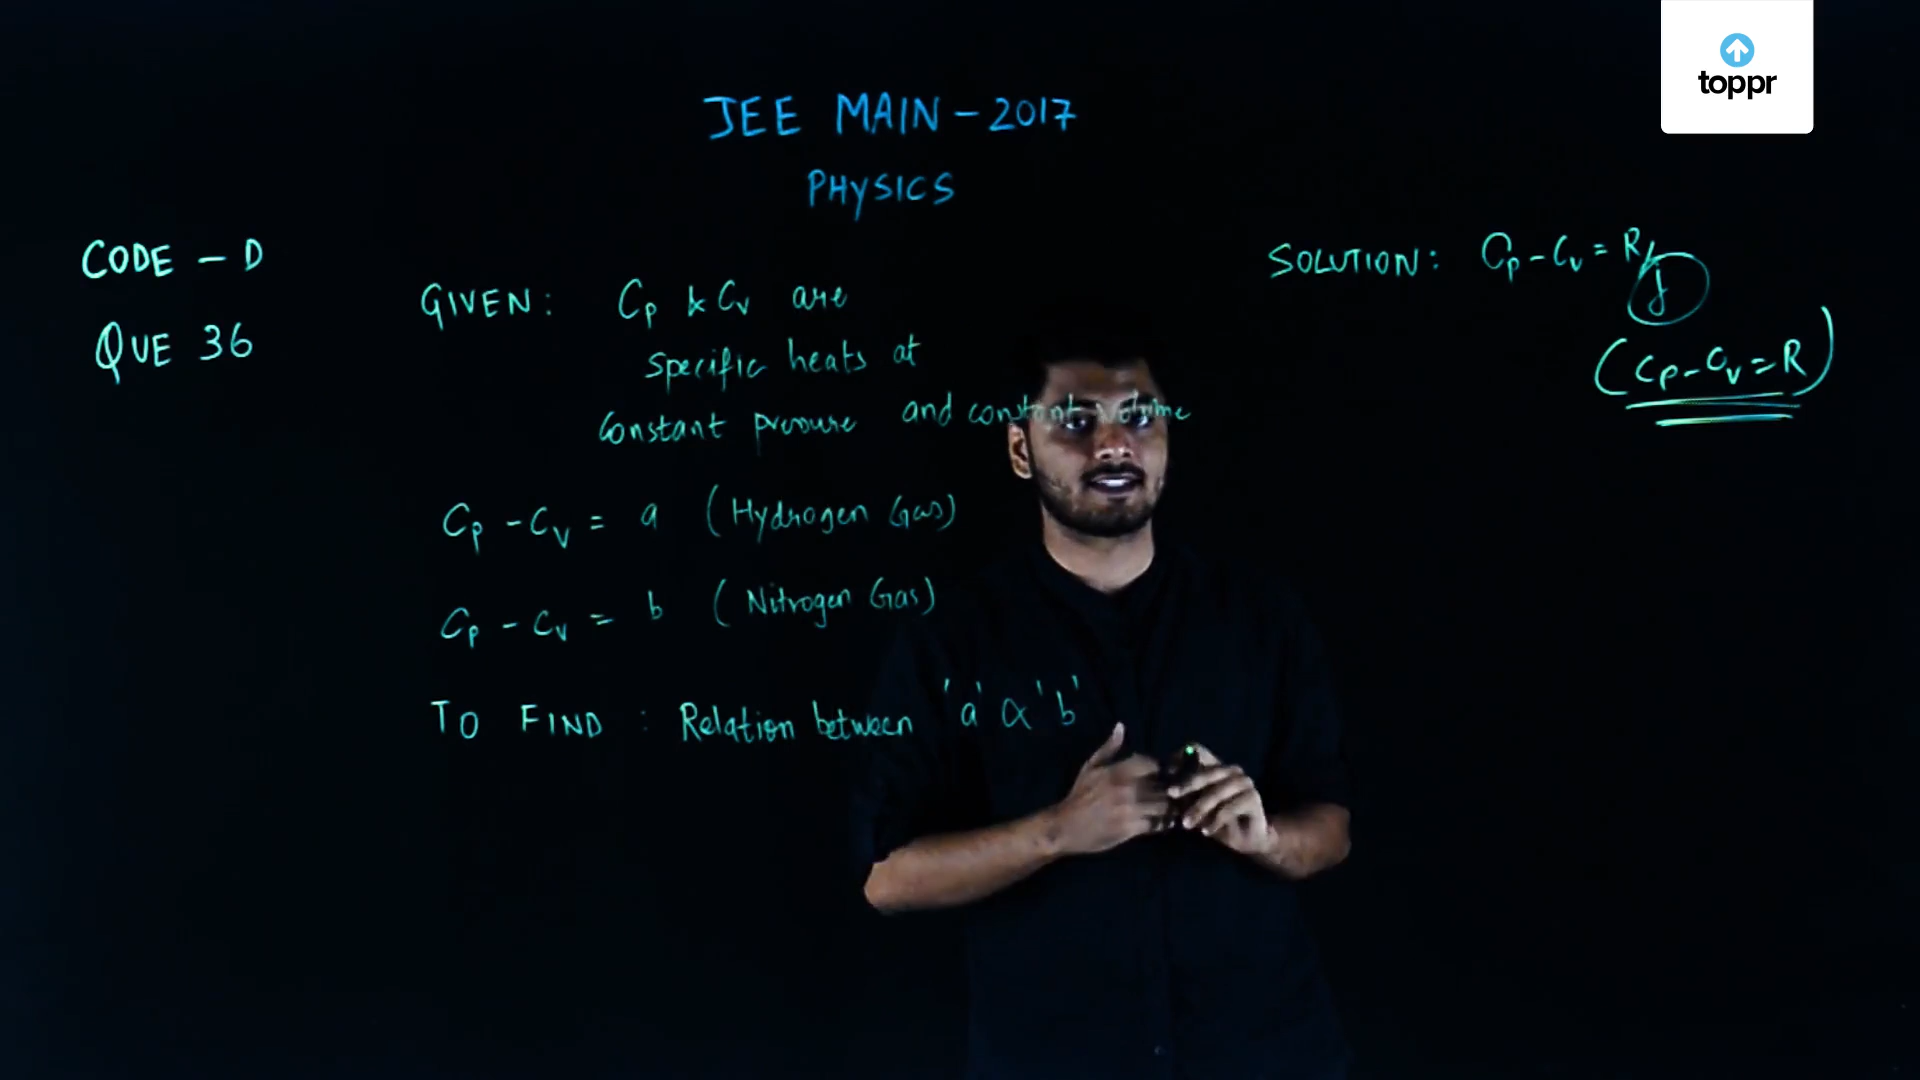 toppr
JEE MAIN - 2017
PHYSICS
CODE - D
QUE 36
GIVEN: Cp & Cv are
specific heats at
constant pressure and constant volume
Cp - Cv = a (Hydrogen Gas)
Cp - Cv = b (Nitrogen Gas)
TO FIND : Relation between 'a' & 'b'
SOLUTION: Cp - Cv = R/J
(Cp - Cv = R)